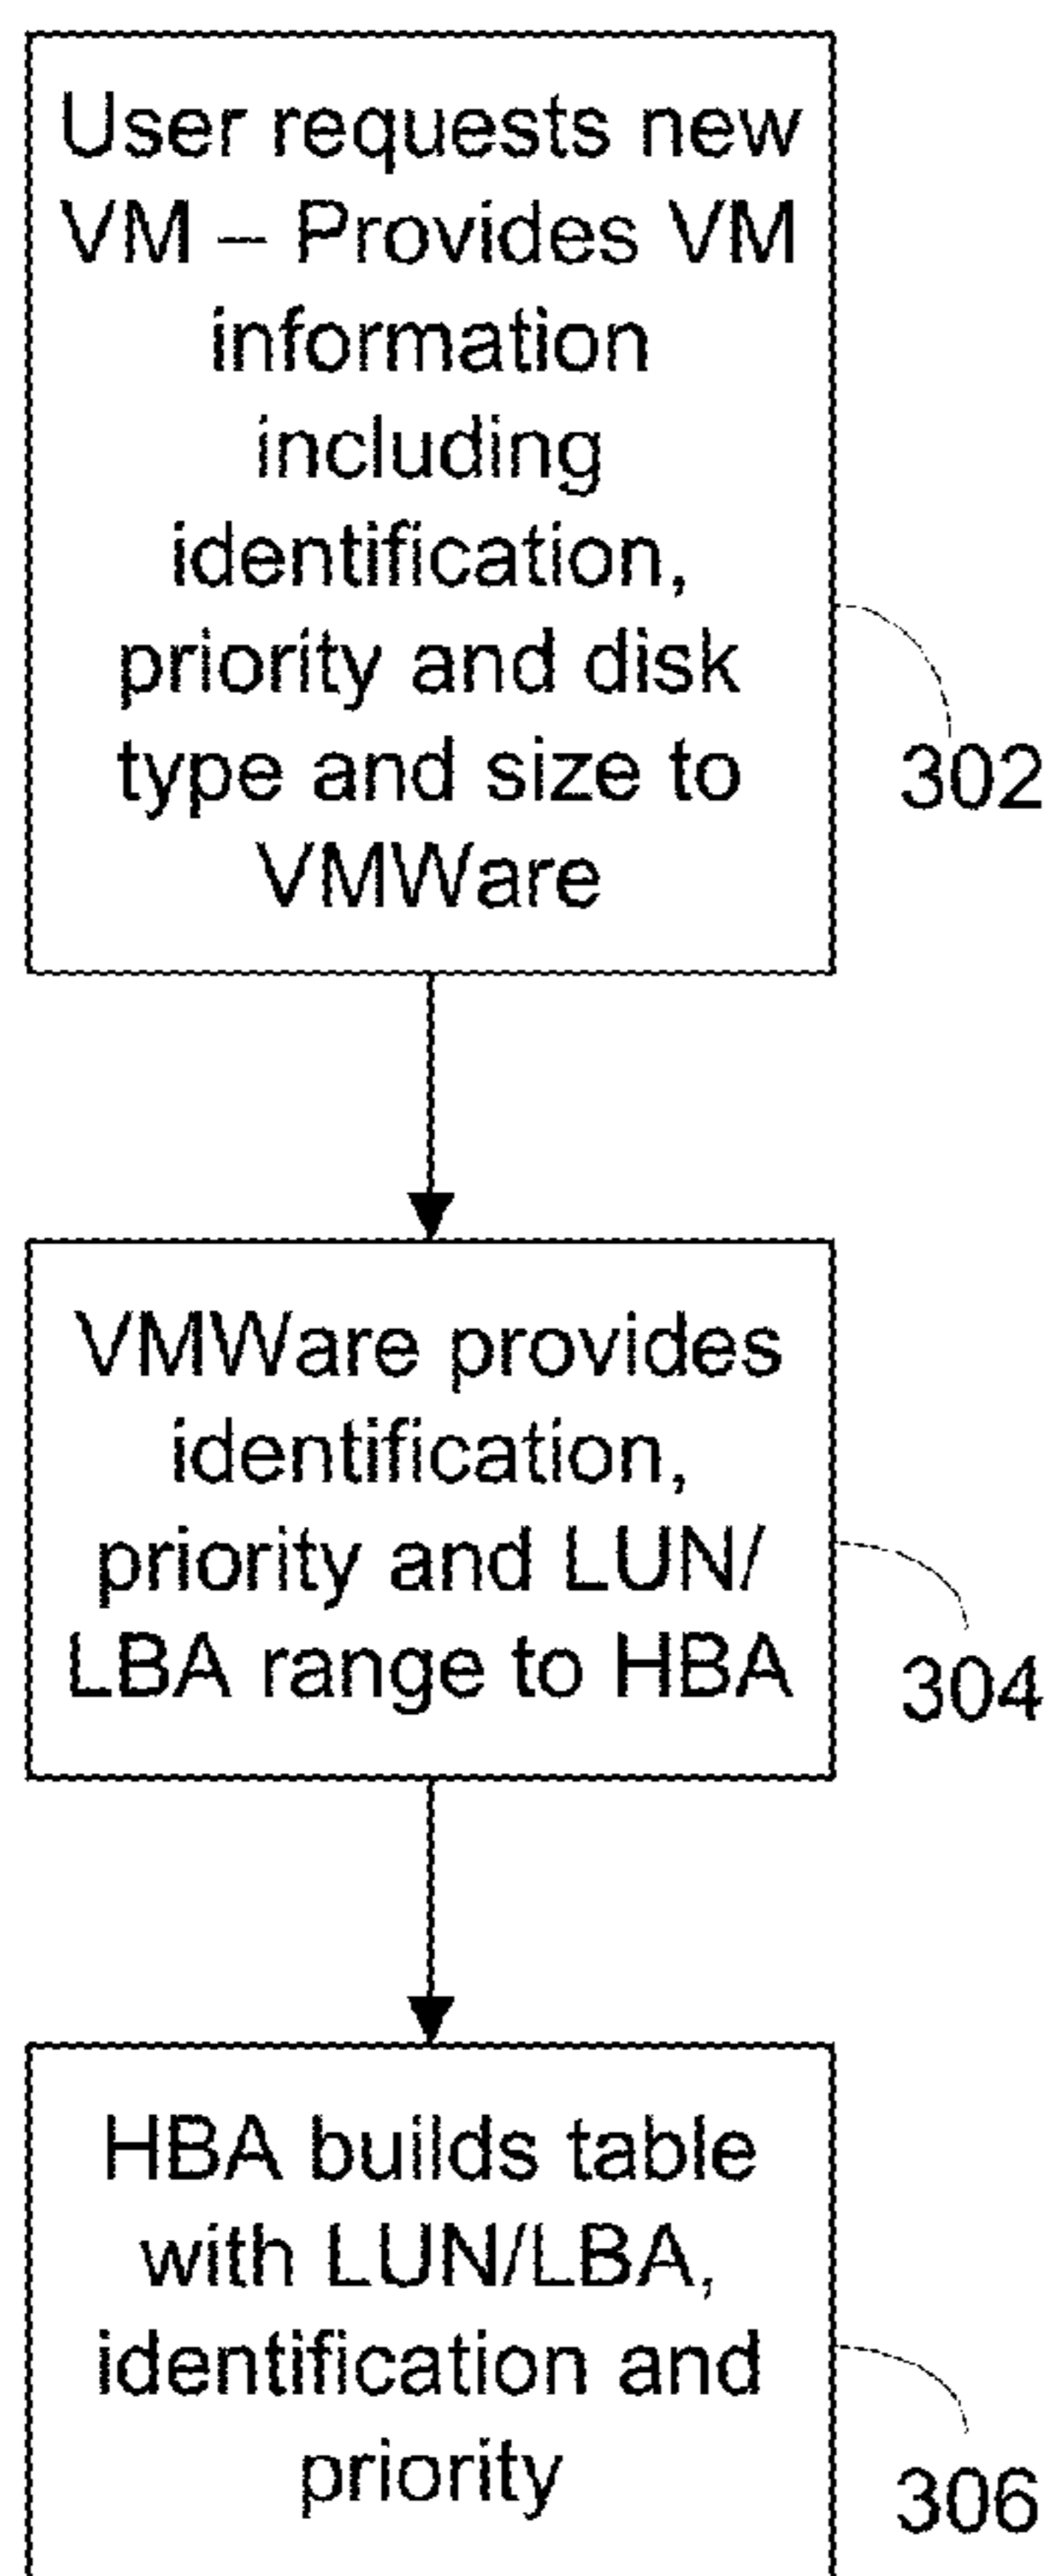 User requests new
VM – Provides VM
information
including
identification,
priority and disk
type and size to
VMWare
302
VMWare provides
identification,
priority and LUN/
LBA range to HBA
304
HBA builds table
with LUN/LBA,
identification and
priority
306